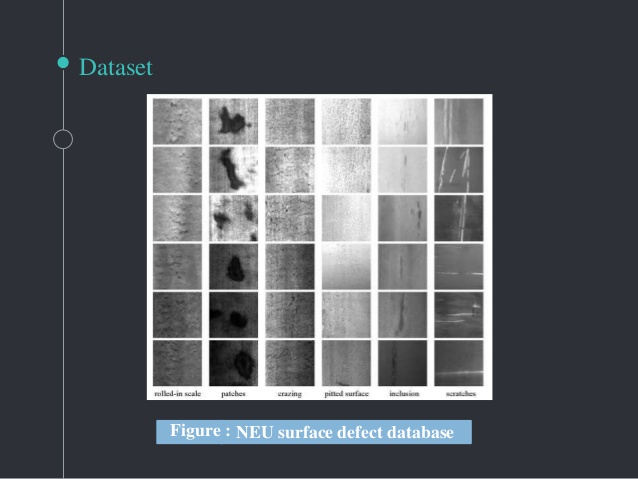 Dataset
rolled-in scale patches crazing pitted surface inclusion scratches
Figure : NEU surface defect database